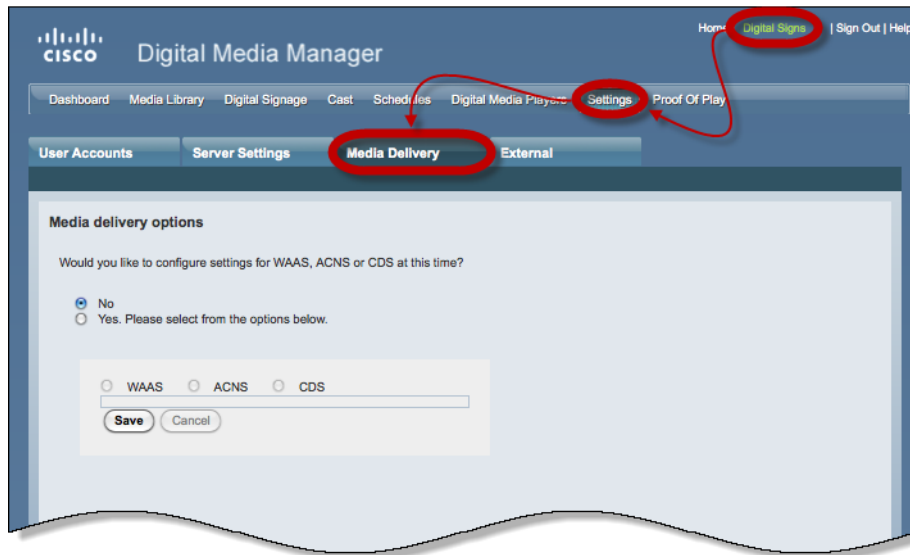 Home Digital Signs | Sign Out | Help
CISCO Digital Media Manager
Dashboard Media Library Digital Signage Cast Schedules Digital Media Players Settings Proof Of Play
User Accounts Server Settings Media Delivery External
Media delivery options
Would you like to configure settings for WAAS, ACNS or CDS at this time?
No
Yes. Please select from the options below.
WAAS ACNS CDS
Save Cancel